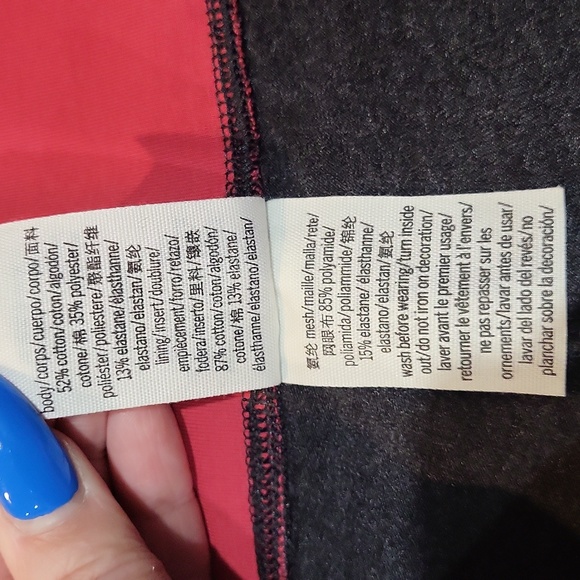 body/corps/cuerpo/corpo/面料
52% cotton/coton/algodón/
cotone/棉 35% polyester/
poliéster/poliestere/聚酯纤维
13% elastane/élasthanne/
elastano/elastan/氨纶
lining/insert/doublure/
empiècement/forro/retazo/
fodera/inserto/里料/镶嵌
87% cotton/coton/algodón/
cotone/棉 13% elastane/
élasthanne/elastano/elastan/
氨纶 mesh/maille/malla/rete/
网眼布 85% polyamide/
poliamida/poliammide/锦纶
15% elastane/élasthanne/
elastano/elastan/氨纶
wash before wearing/turn inside
out/do not iron on decoration/
laver avant le premier usage/
retourner le vêtement à l'envers/
ne pas repasser sur les
ornements/lavar antes de usar/
lavar del lado del revés/no
planchar sobre la decoración/